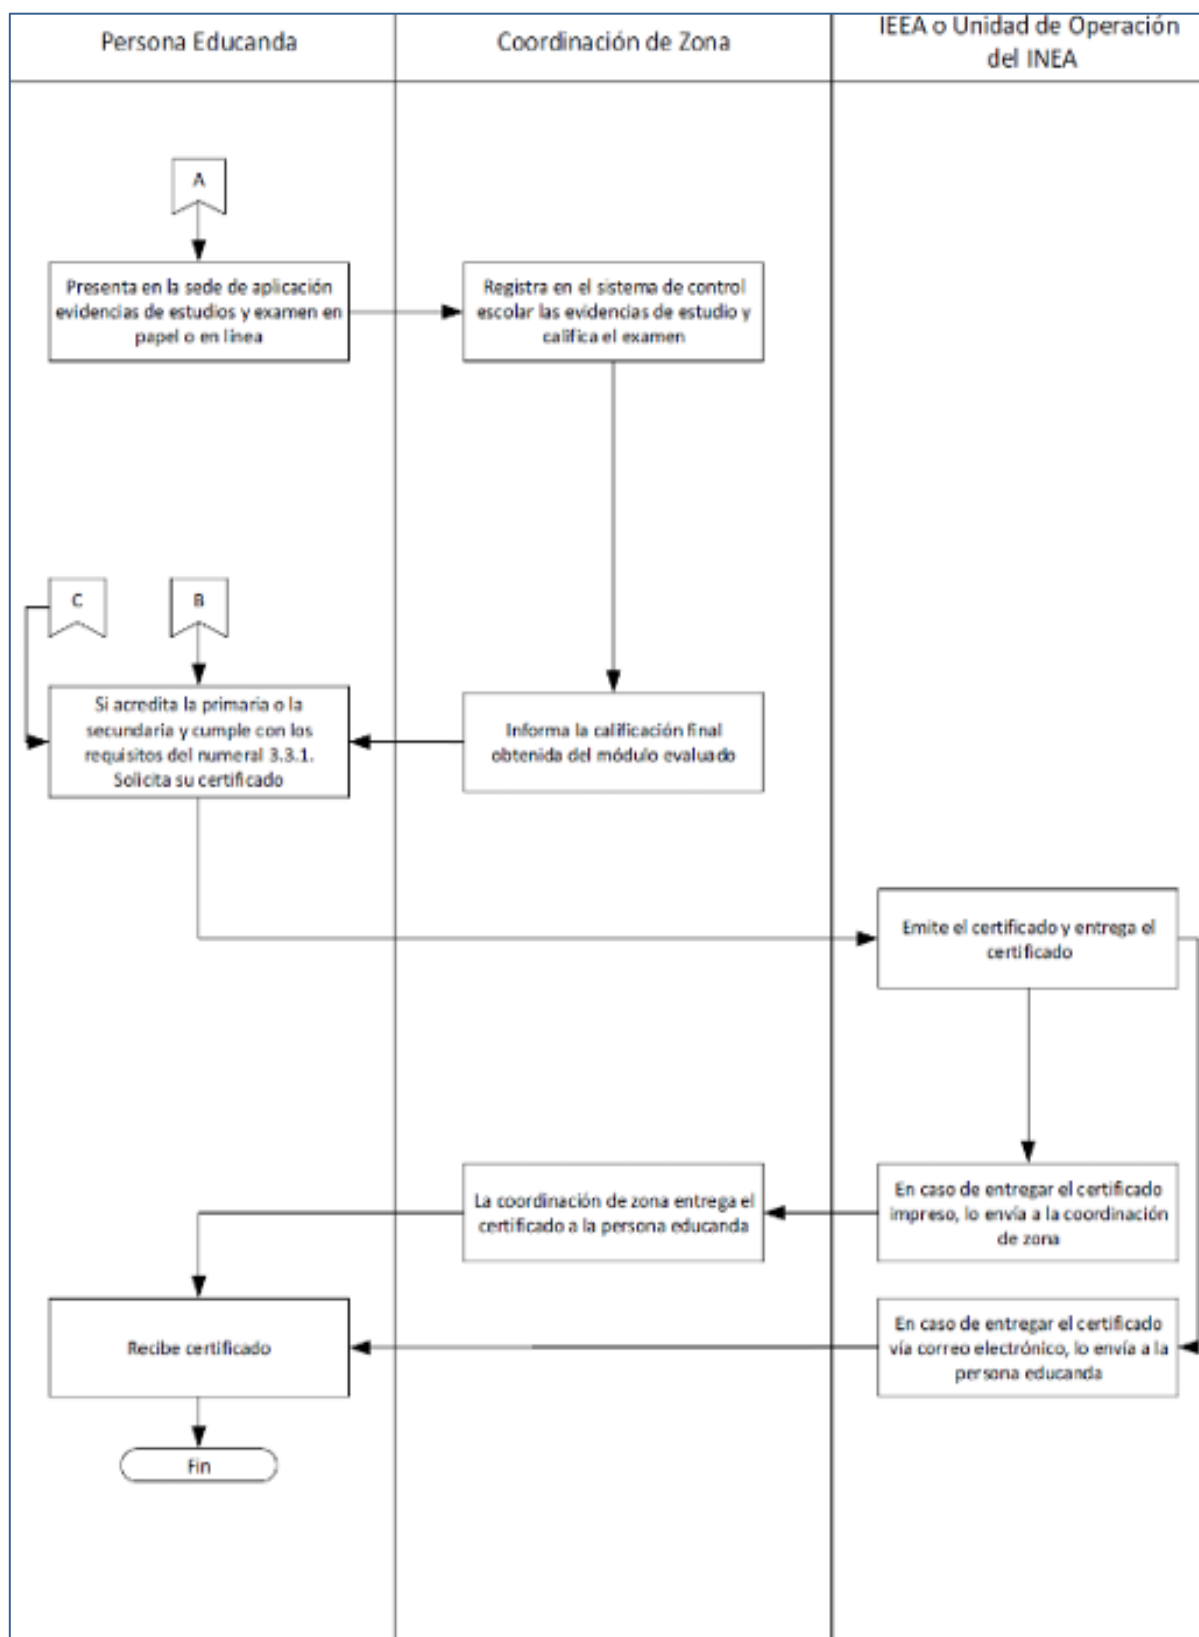 Persona Educanda
Coordinación de Zona
IEEA o Unidad de Operación
del INEA
A
Presenta en la sede de aplicación
evidencias de estudios y examen en
papel o en línea
Registra en el sistema de control
escolar las evidencias de estudio y
califica el examen
C
B
Si acredita la primaria o la
secundaria y cumple con los
requisitos del numeral 3.3.1.
Solicita su certificado
Informa la calificación final
obtenida del módulo evaluado
Emite el certificado y entrega el
certificado
La coordinación de zona entrega el
certificado a la persona educanda
En caso de entregar el certificado
impreso, lo envía a la coordinación
de zona
Recibe certificado
En caso de entregar el certificado
vía correo electrónico, lo envía a la
persona educanda
Fin